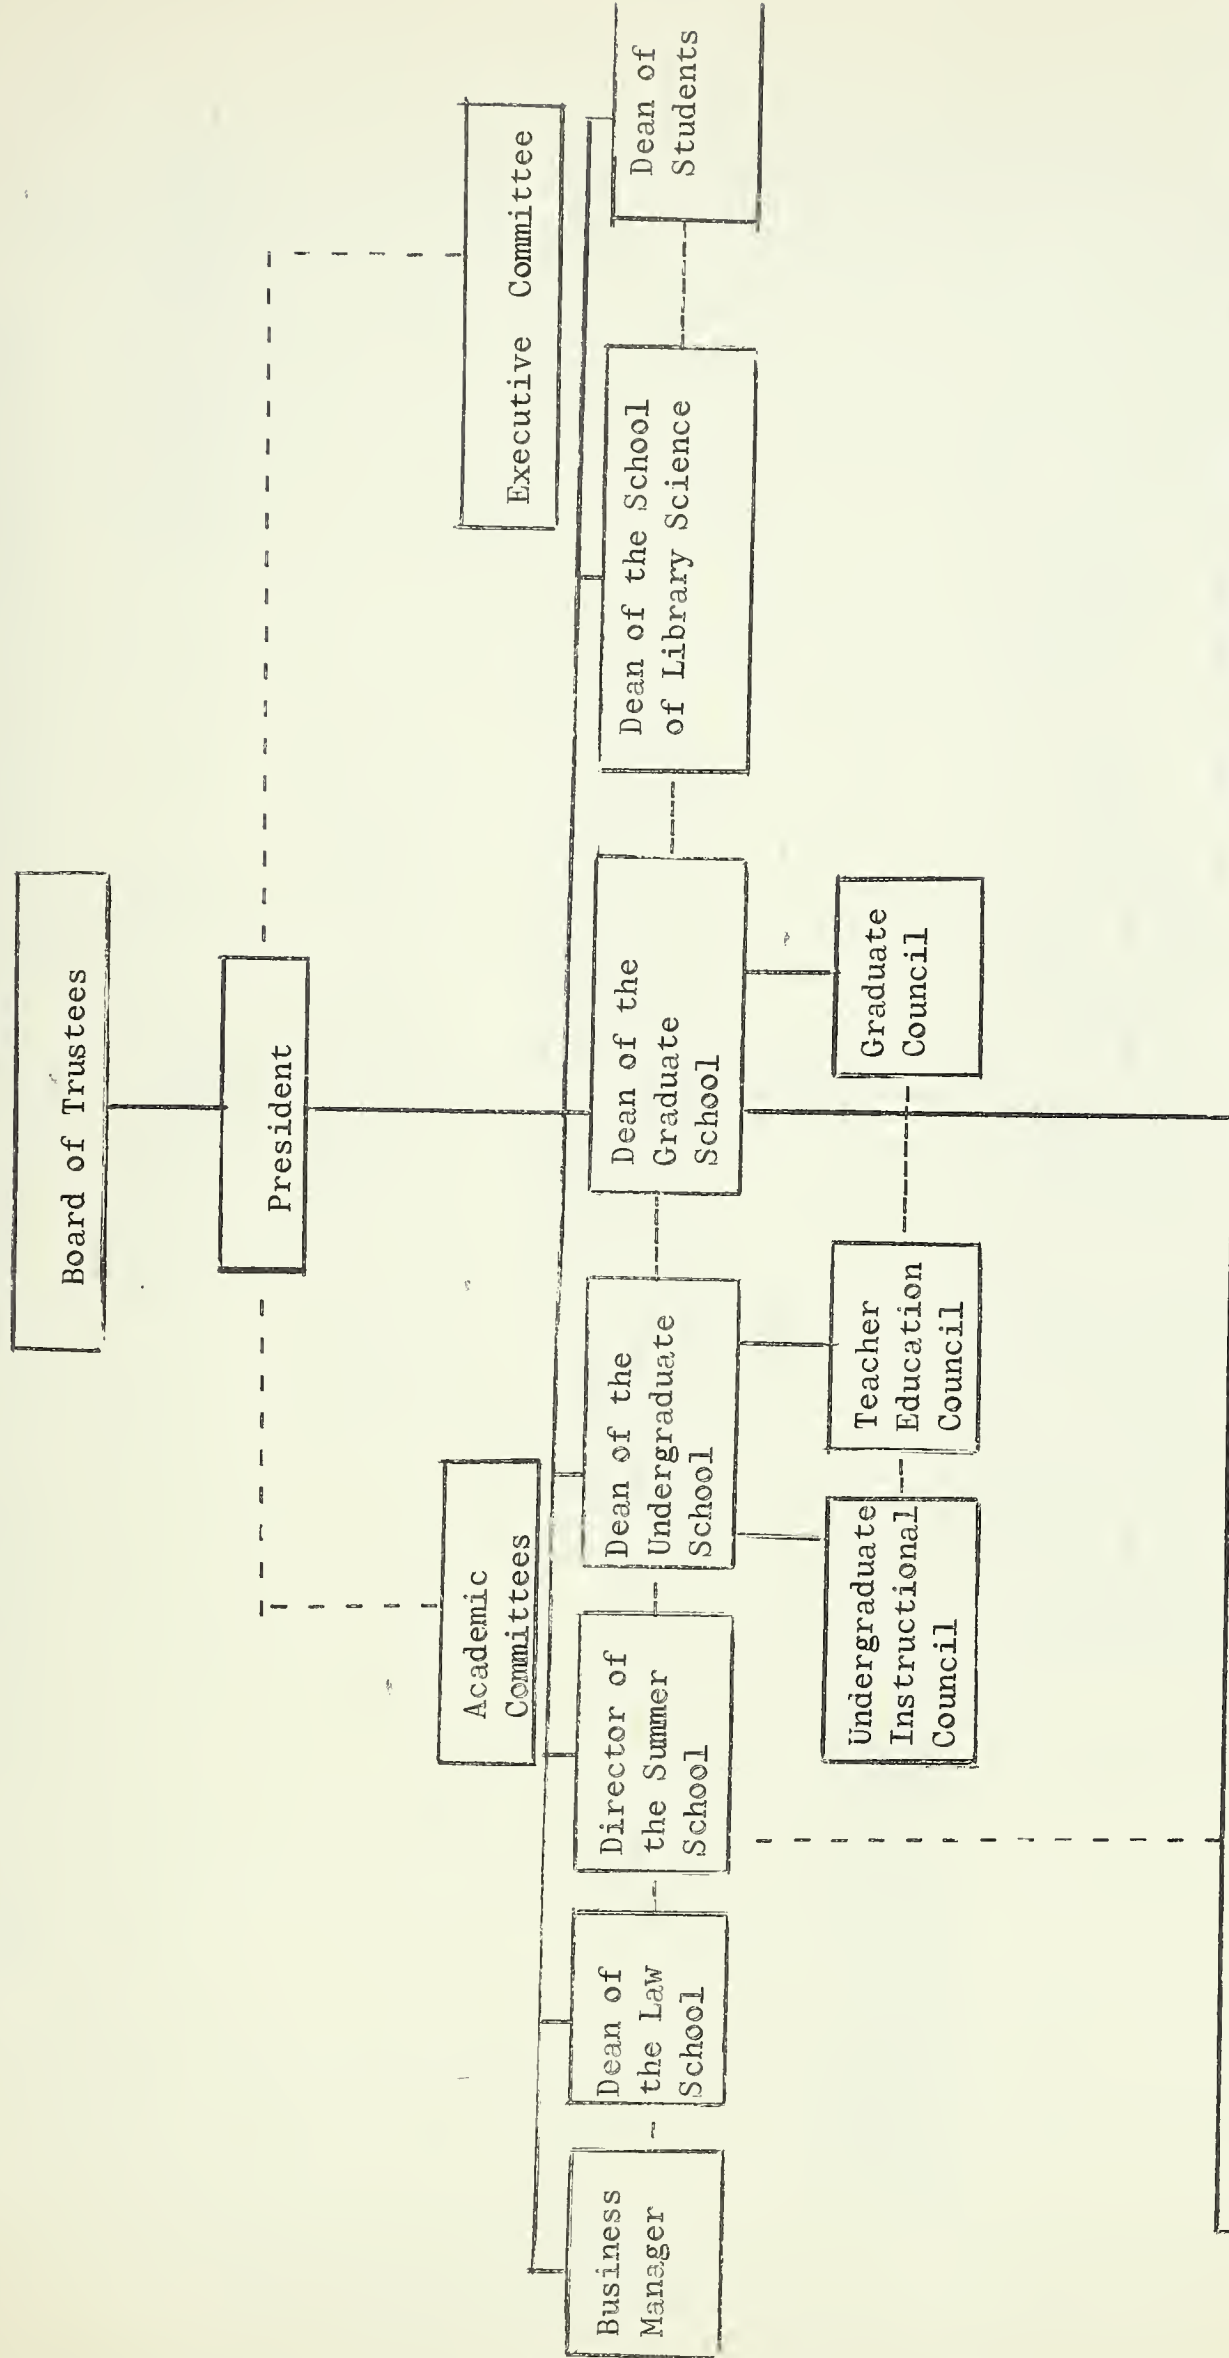 Board of Trustees
President
Academic
Committees
Executive Committee
Business
Manager
Dean of
the Law
School
Director of
the Summer
School
Dean of the
Undergraduate
School
Dean of the
Graduate
School
Dean of the School
of Library Science
Dean of
Students
Undergraduate
Instructional
Council
Teacher
Education
Council
Graduate
Council